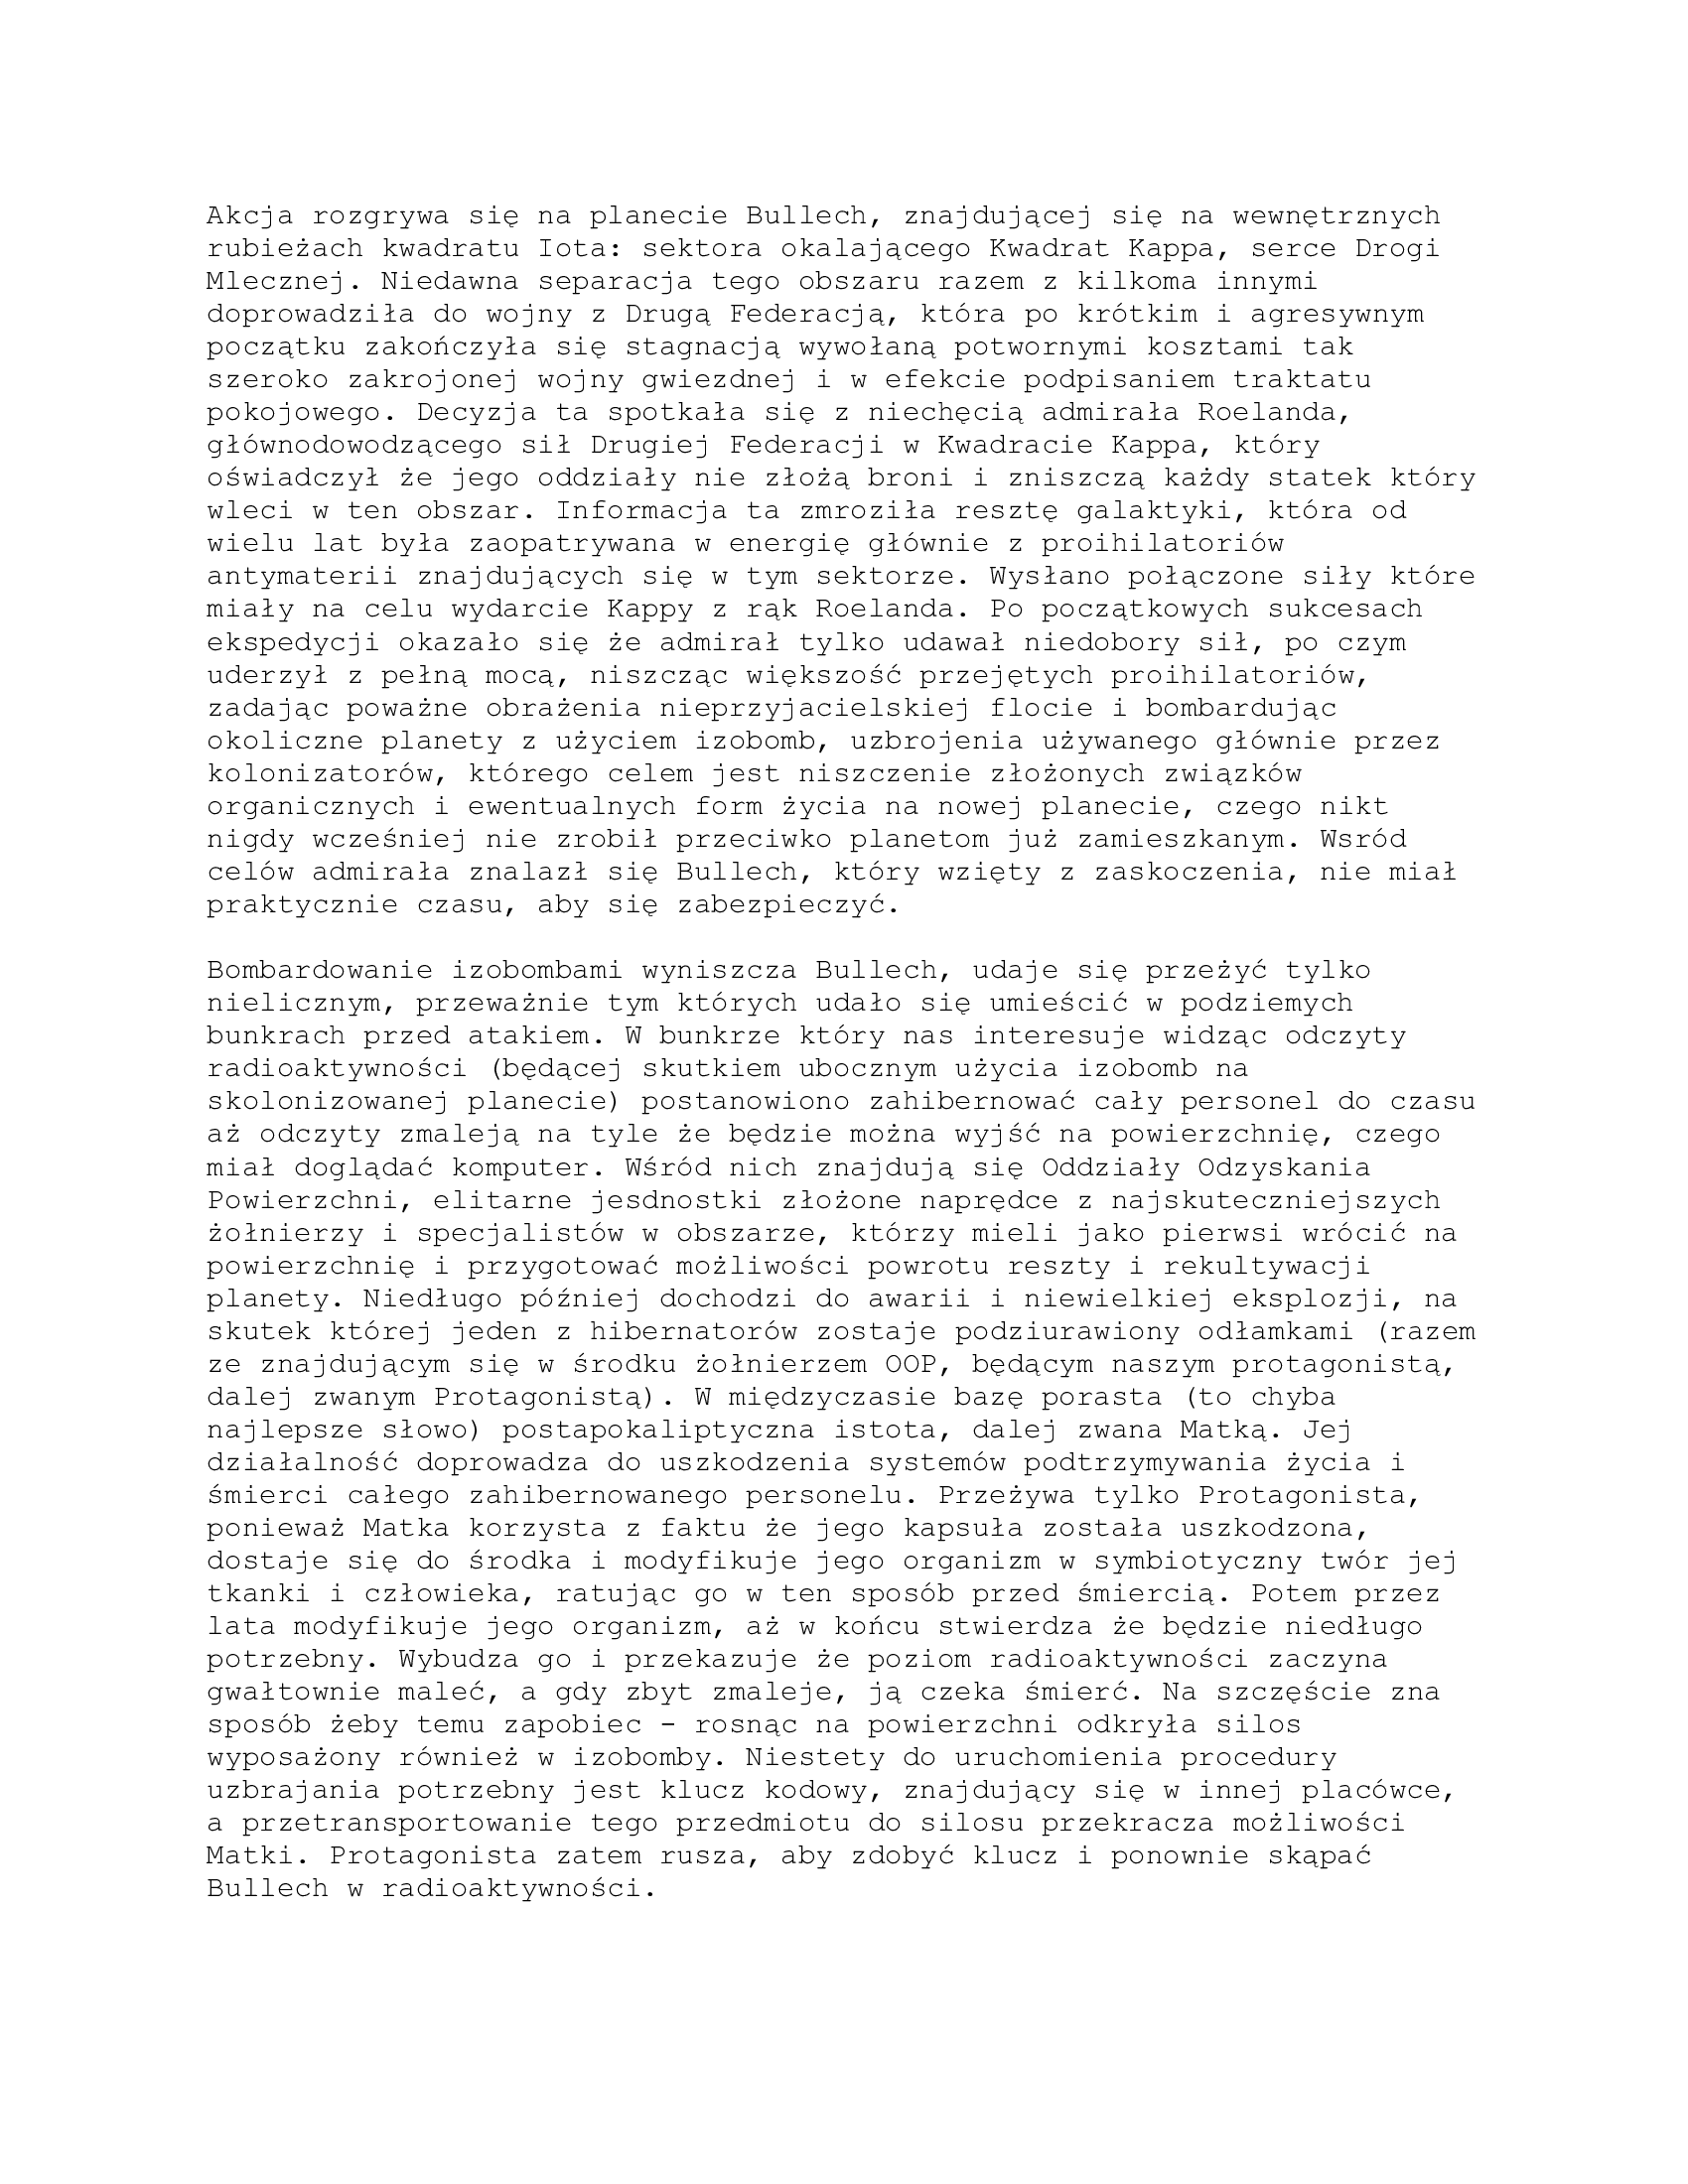 Akcja rozgrywa się na planecie Bullech, znajdującej się na wewnętrznych
rubieżach kwadratu Iota: sektora okalającego Kwadrat Kappa, serce Drogi
Mlecznej. Niedawna separacja tego obszaru razem z kilkoma innymi
doprowadziła do wojny z Drugą Federacją, która po krótkim i agresywnym
początku zakończyła się stagnacją wywołaną potwornymi kosztami tak
szeroko zakrojonej wojny gwiezdnej i w efekcie podpisaniem traktatu
pokojowego. Decyzja ta spotkała się z niechęcią admirała Roelanda,
głównodowodzącego sił Drugiej Federacji w Kwadracie Kappa, który
oświadczył że jego oddziały nie złożą broni i zniszczą każdy statek który
wleci w ten obszar. Informacja ta zmroziła resztę galaktyki, która od
wielu lat była zaopatrywana w energię głównie z proihilatoriów
antymaterii znajdujących się w tym sektorze. Wysłano połączone siły które
miały na celu wydarcie Kappy z rąk Roelanda. Po początkowych sukcesach
ekspedycji okazało się że admirał tylko udawał niedobory sił, po czym
uderzył z pełną mocą, niszcząc większość przejętych proihilatoriów,
zadając poważne obrażenia nieprzyjacielskiej flocie i bombardując
okoliczne planety z użyciem izobomb, uzbrojenia używanego głównie przez
kolonizatorów, którego celem jest niszczenie złożonych związków
organicznych i ewentualnych form życia na nowej planecie, czego nikt
nigdy wcześniej nie zrobił przeciwko planetom już zamieszkanym. Wsród
celów admirała znalazł się Bullech, który wzięty z zaskoczenia, nie miał
praktycznie czasu, aby się zabezpieczyć.
Bombardowanie izobombami wyniszcza Bullech, udaje się przeżyć tylko
nielicznym, przeważnie tym których udało się umieścić w podziemych
bunkrach przed atakiem. W bunkrze który nas interesuje widząc odczyty
radioaktywności (będącej skutkiem ubocznym użycia izobomb na
skolonizowanej planecie) postanowiono zahibernować cały personel do czasu
aż odczyty zmaleją na tyle że będzie można wyjść na powierzchnię, czego
miał doglądać komputer. Wśród nich znajdują się Oddziały Odzyskania
Powierzchni, elitarne jesdnostki złożone naprędce z najskuteczniejszych
żołnierzy i specjalistów w obszarze, którzy mieli jako pierwsi wrócić na
powierzchnię i przygotować możliwości powrotu reszty i rekultywacji
planety. Niedługo później dochodzi do awarii i niewielkiej eksplozji, na
skutek której jeden z hibernatorów zostaje podziurawiony odłamkami (razem
ze znajdującym się w środku żołnierzem OOP, będącym naszym protagonistą,
dalej zwanym Protagonistą). W międzyczasie bazę porasta (to chyba
najlepsze słowo) postapokaliptyczna istota, dalej zwana Matką. Jej
działalność doprowadza do uszkodzenia systemów podtrzymywania życia i
śmierci całego zahibernowanego personelu. Przeżywa tylko Protagonista,
ponieważ Matka korzysta z faktu że jego kapsuła została uszkodzona,
dostaje się do środka i modyfikuje jego organizm w symbiotyczny twór jej
tkanki i człowieka, ratując go w ten sposób przed śmiercią. Potem przez
lata modyfikuje jego organizm, aż w końcu stwierdza że będzie niedługo
potrzebny. Wybudza go i przekazuje że poziom radioaktywności zaczyna
gwałtownie maleć, a gdy zbyt zmaleje, ją czeka śmierć. Na szczęście zna
sposób żeby temu zapobiec - rosnąc na powierzchni odkryła silos
wyposażony również w izobomby. Niestety do uruchomienia procedury
uzbrajania potrzebny jest klucz kodowy, znajdujący się w innej placówce,
a przetransportowanie tego przedmiotu do silosu przekracza możliwości
Matki. Protagonista zatem rusza, aby zdobyć klucz i ponownie skąpać
Bullech w radioaktywności.